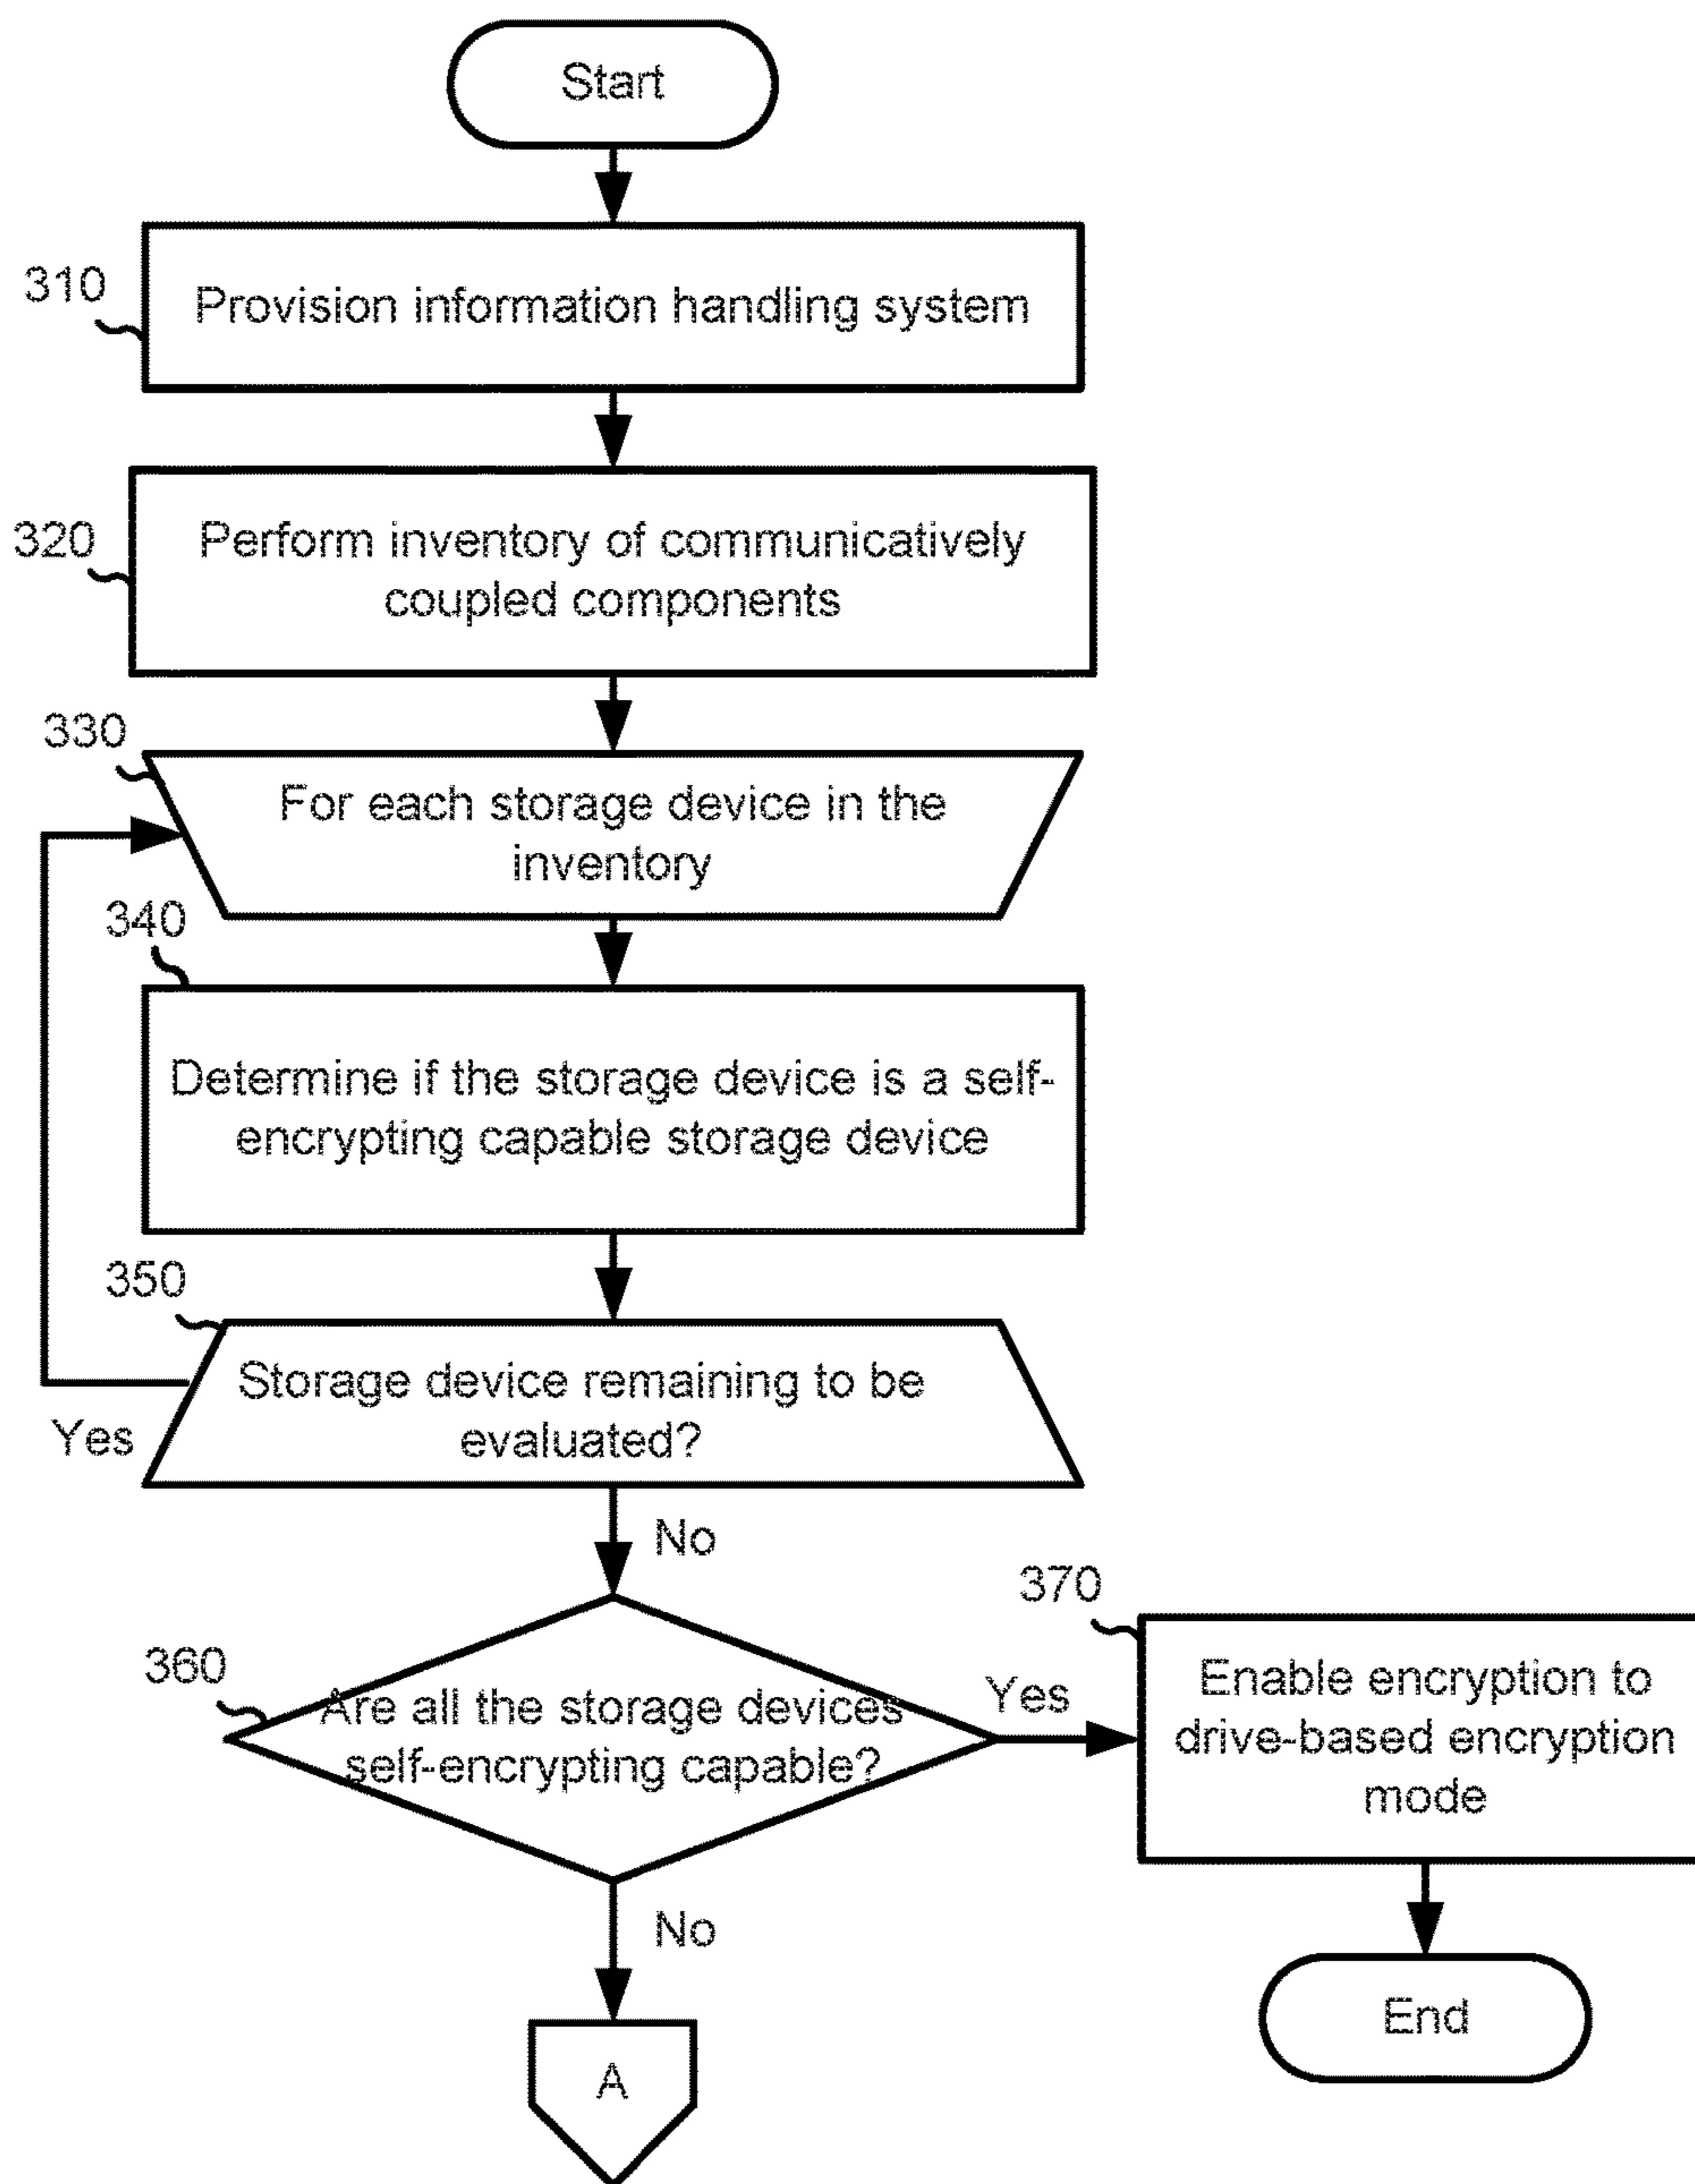 Start
310
Provision information handling system
320
Perform inventory of communicatively
coupled components
330
For each storage device in the
inventory
340
Determine if the storage device is a self-
encrypting capable storage device
350
Storage device remaining to be
evaluated?
Yes
No
360
Are all the storage devices
self-encrypting capable?
Yes
370
Enable encryption to
drive-based encryption
mode
No
End
A